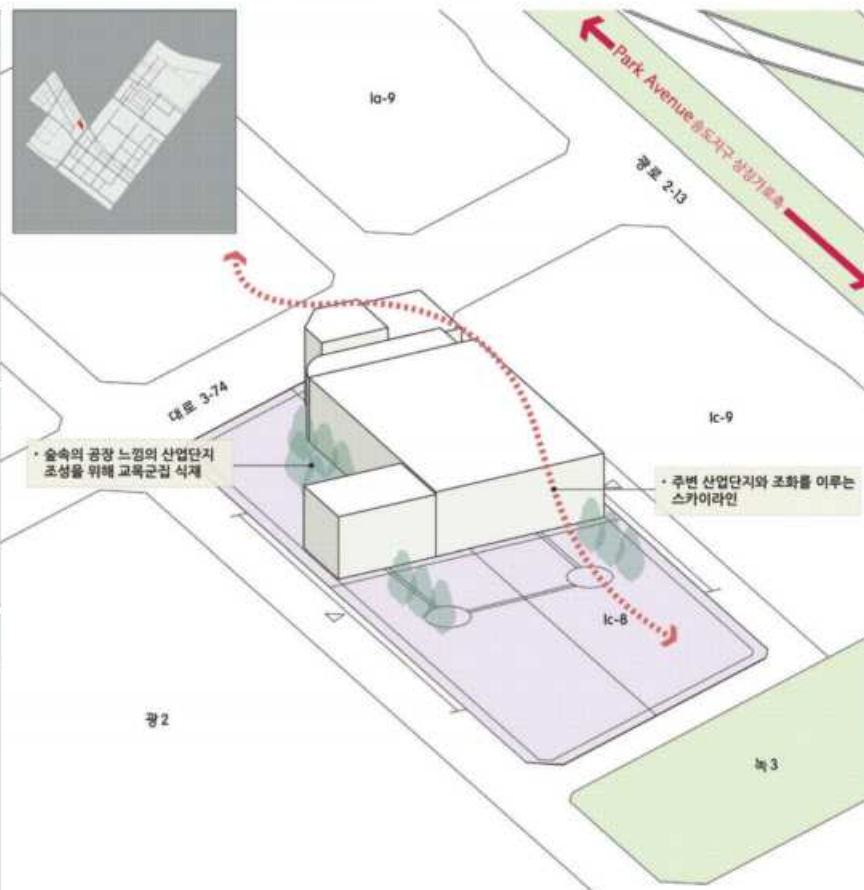 Ia-9
Park Avenue 송도지구 상징가로축
광로 2-13
대로 3-74
Ic-9
• 숲속의 공장 느낌의 산업단지
조성을 위해 교목군집 식재
• 주변 산업단지와 조화를 이루는
스카이라인
Ic-8
광2
녹3